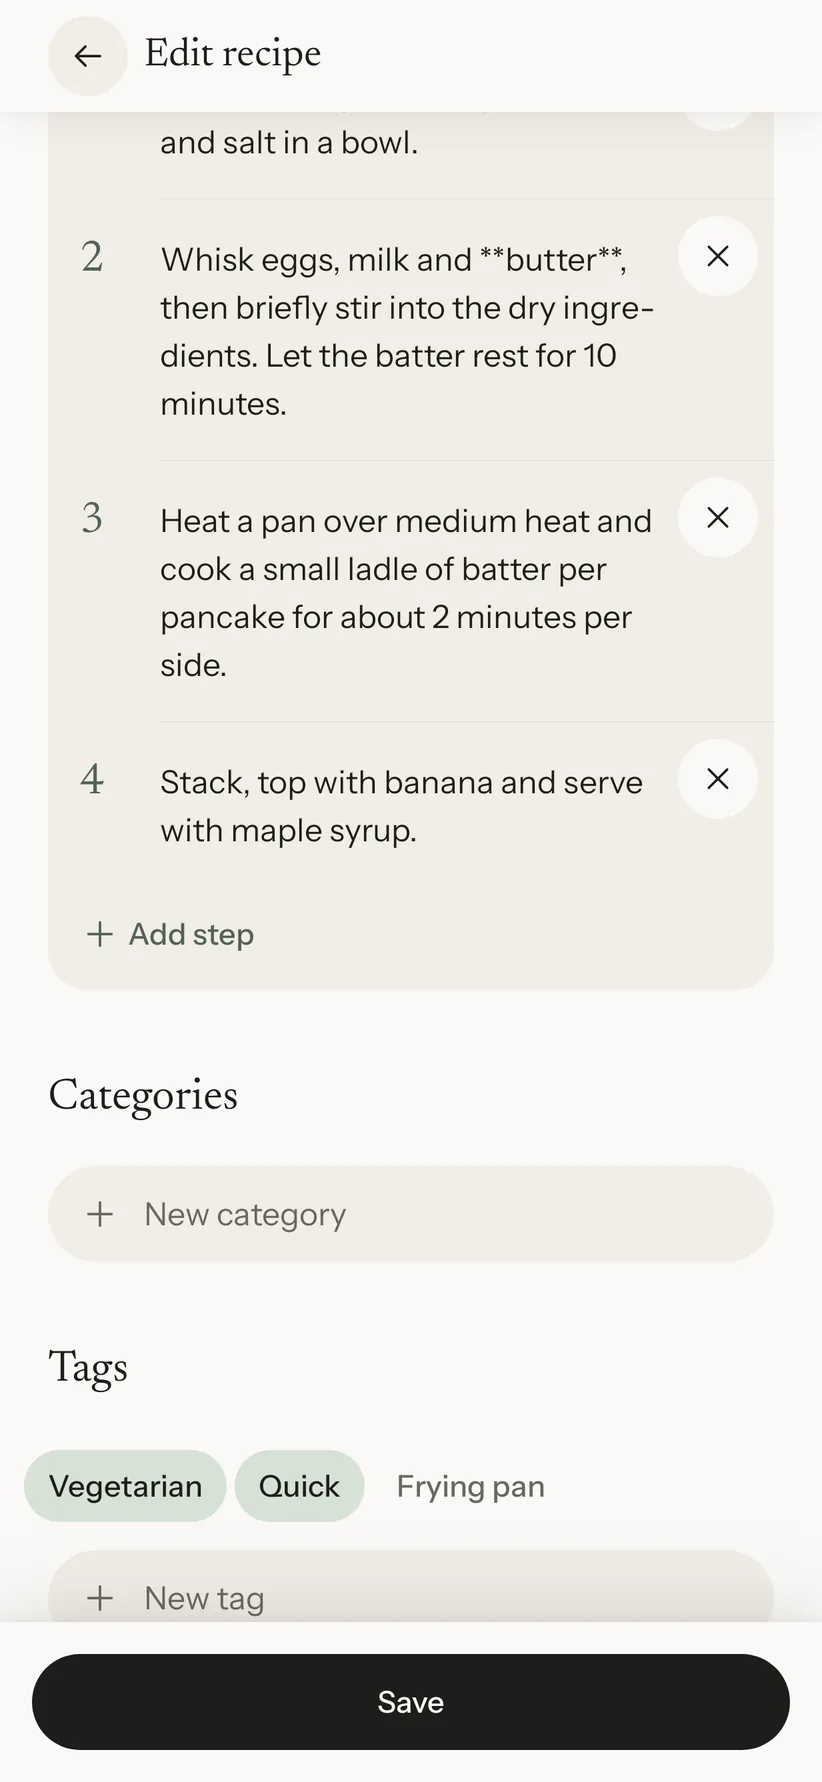 Edit recipe
and salt in a bowl.
2
Whisk eggs, milk and **butter**,
then briefly stir into the dry ingre-
dients. Let the batter rest for 10
minutes.
3
Heat a pan over medium heat and
cook a small ladle of batter per
pancake for about 2 minutes per
side.
4
Stack, top with banana and serve
with maple syrup.
Add step
Categories
New category
Tags
Vegetarian Quick Frying pan
New tag
Save